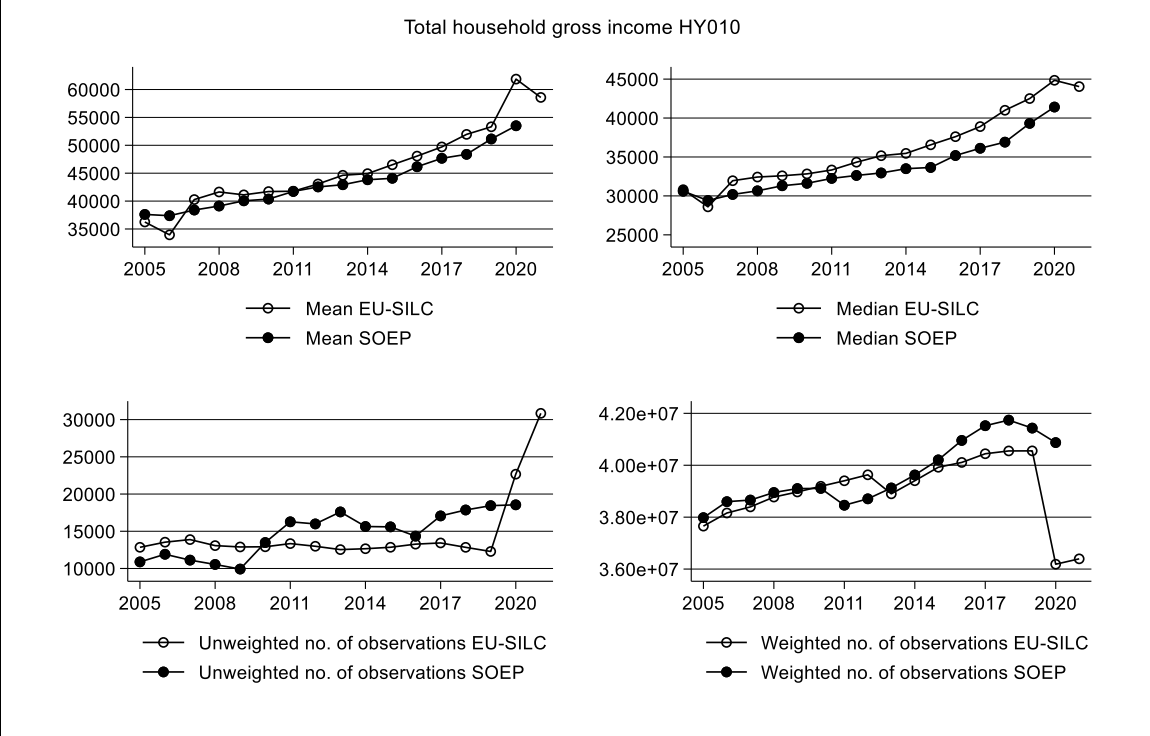 Total household gross income HY010
60000
55000
50000
45000
40000
35000
2005 2008 2011 2014 2017 2020
Mean EU-SILC
Mean SOEP
45000
40000
35000
30000
25000
2005 2008 2011 2014 2017 2020
Median EU-SILC
Median SOEP
30000
25000
20000
15000
10000
2005 2008 2011 2014 2017 2020
Unweighted no. of observations EU-SILC
Unweighted no. of observations SOEP
4.20e+07
4.00e+07
3.80e+07
3.60e+07
2005 2008 2011 2014 2017 2020
Weighted no. of observations EU-SILC
Weighted no. of observations SOEP